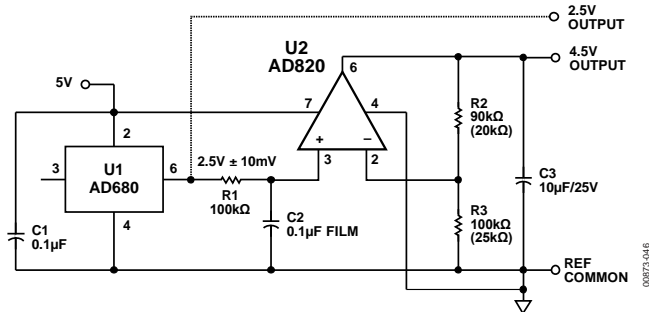 2.5V
OUTPUT
U2
AD820
4.5V
OUTPUT
5V
6
7
4
R2
90kΩ
(20kΩ)
2
+
−
3
U1
AD680
6
2.5V ± 10mV
3
2
R1
100kΩ
C3
10µF/25V
4
C1
0.1µF
C2
0.1µF FILM
R3
100kΩ
(25kΩ)
REF
COMMON
00873-046